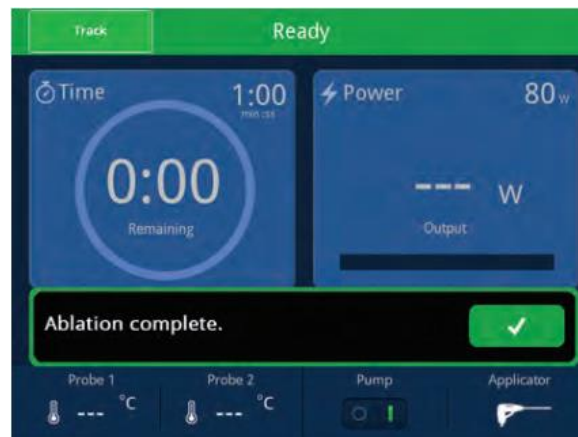 Track
Ready
Time
1:00
min:ss
0:00
Remaining
Power
80 w
--- W
Output
Ablation complete.
Probe 1
--- °C
Probe 2
--- °C
Pump
Applicator